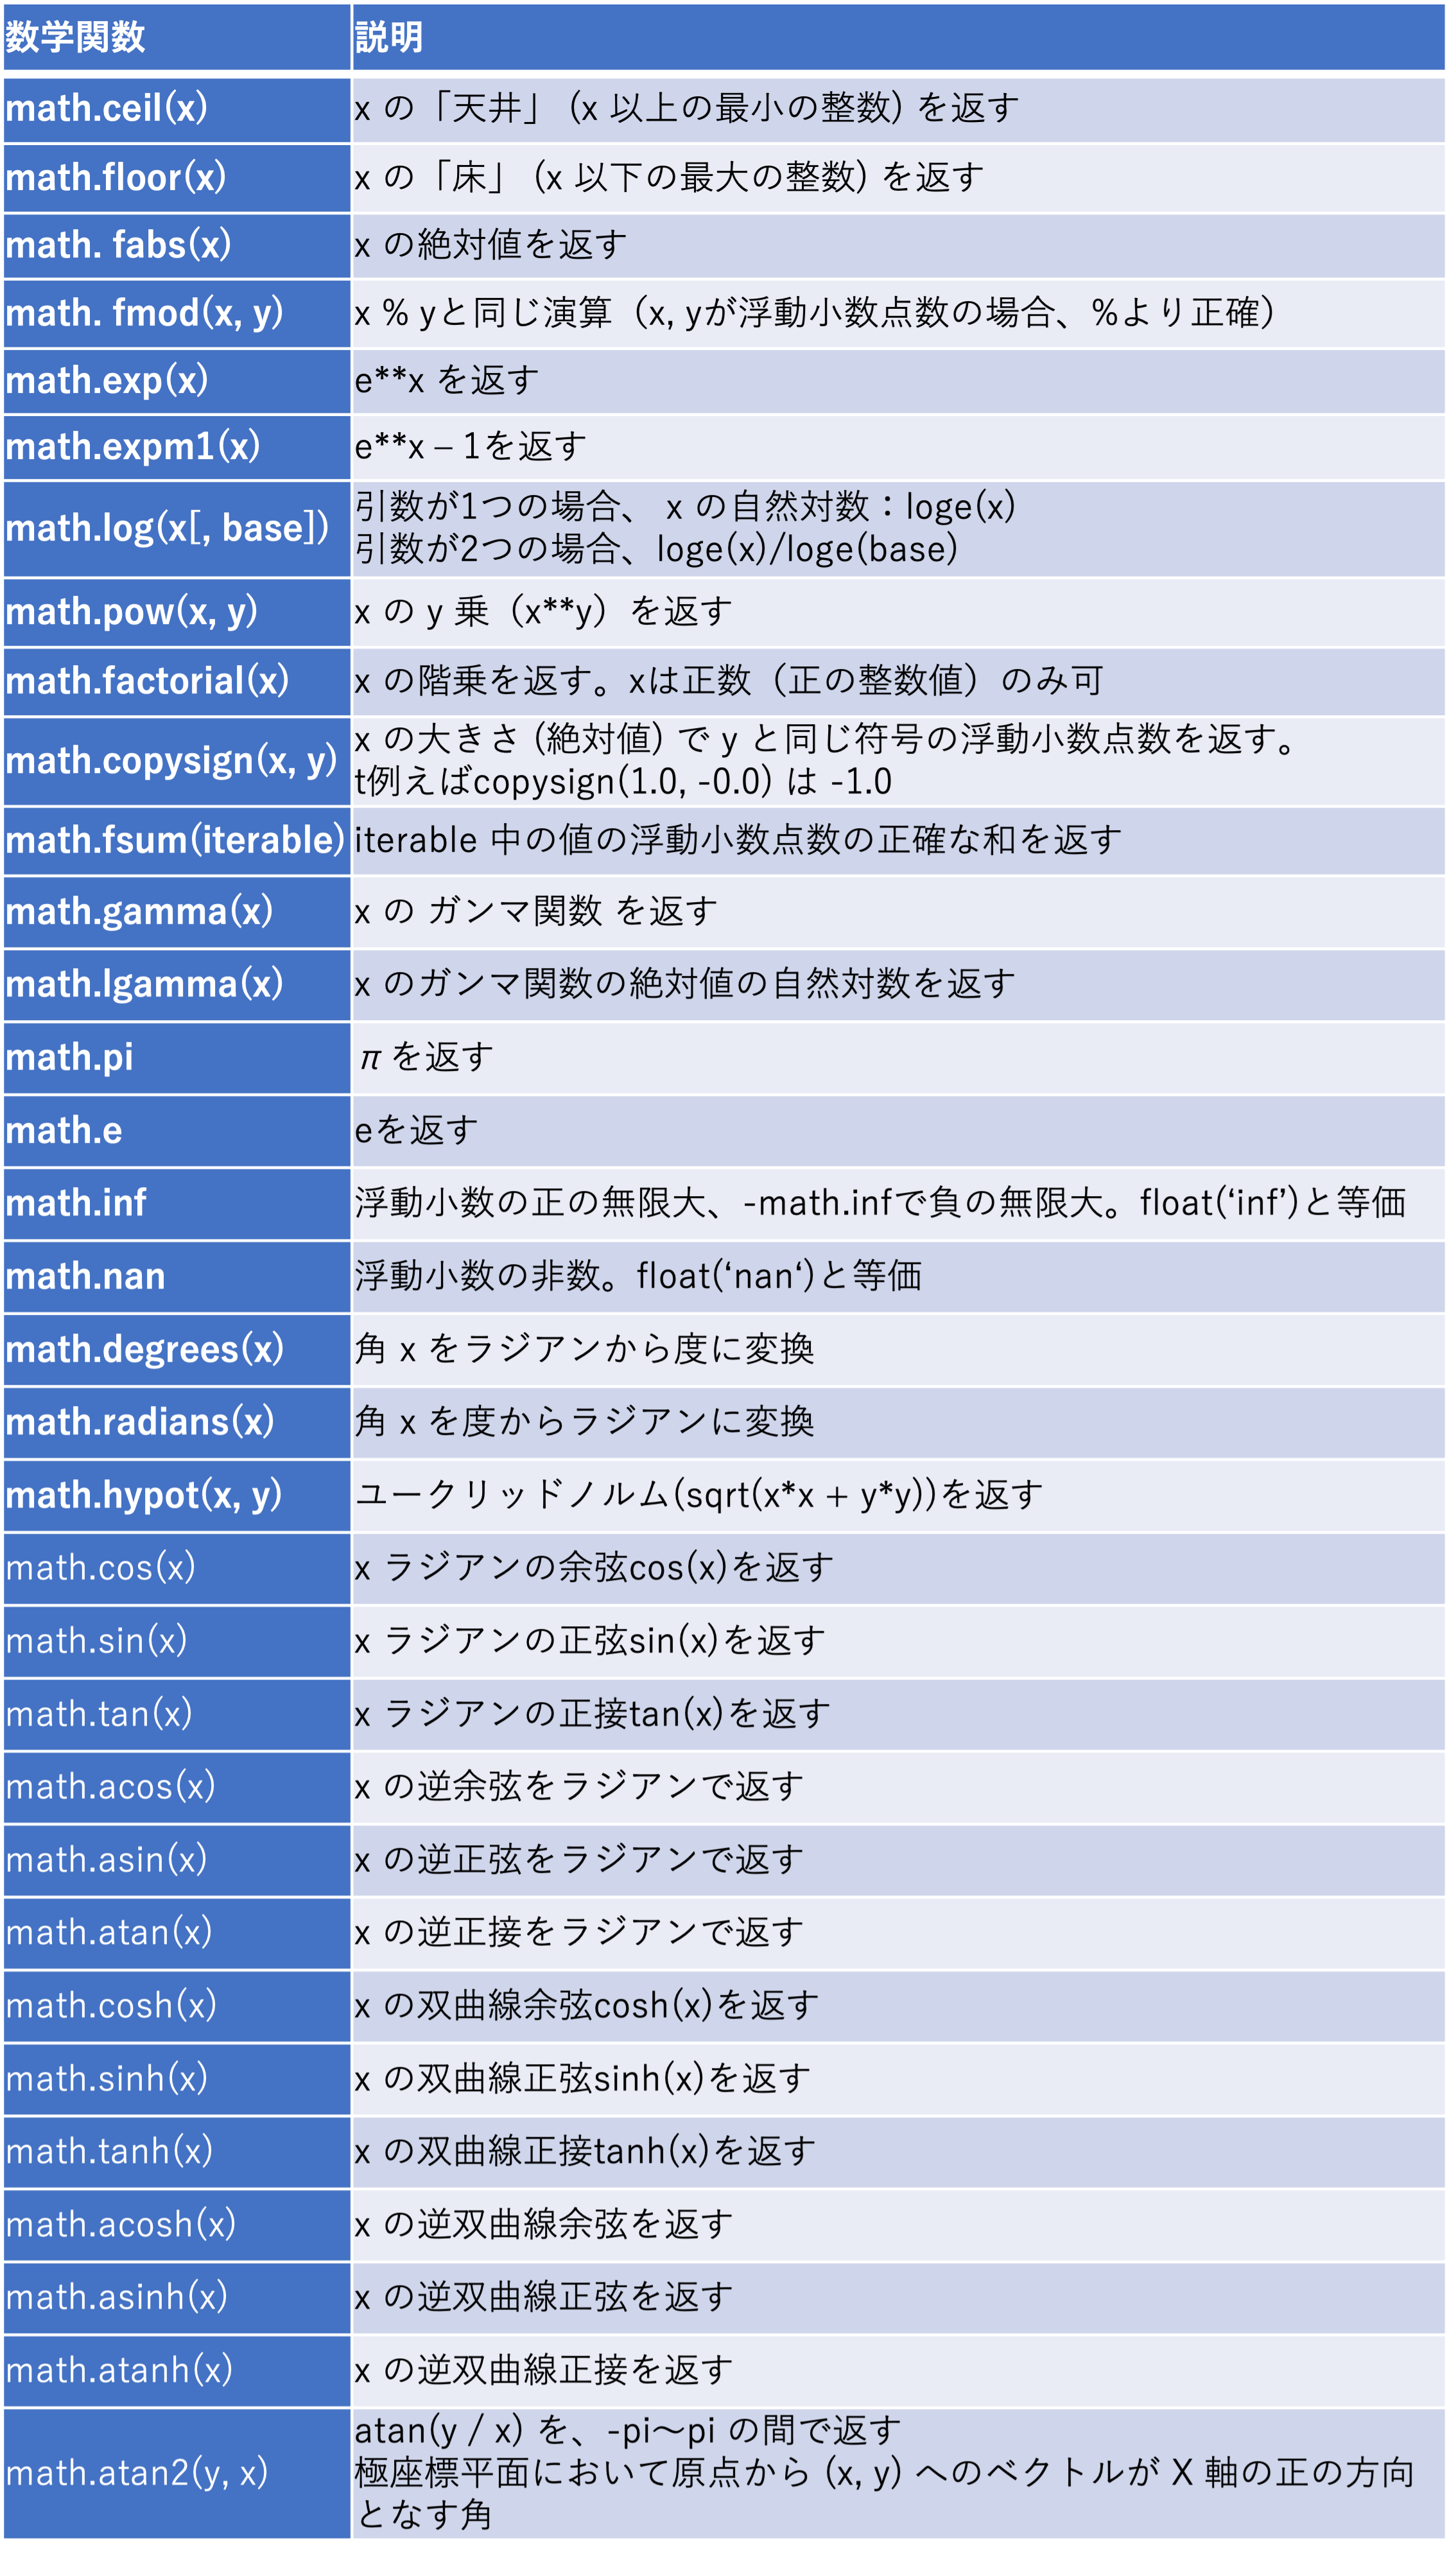 数学関数 説明
math.ceil(x) x の「天井」 (x 以上の最小の整数) を返す
math.floor(x) x の「床」 (x 以下の最大の整数) を返す
math. fabs(x) x の絶対値を返す
math. fmod(x, y) x % yと同じ演算（x, yが浮動小数点数の場合、%より正確）
math.exp(x) e**x を返す
math.expm1(x) e**x – 1を返す
math.log(x[, base]) 引数が1つの場合、 x の自然対数：loge(x)
引数が2つの場合、loge(x)/loge(base)
math.pow(x, y) x の y 乗（x**y）を返す
math.factorial(x) x の階乗を返す。xは正数（正の整数値）のみ可
math.copysign(x, y) x の大きさ (絶対値) で y と同じ符号の浮動小数点数を返す。
t例えばcopysign(1.0, -0.0) は -1.0
math.fsum(iterable) iterable 中の値の浮動小数点数の正確な和を返す
math.gamma(x) x の ガンマ関数 を返す
math.lgamma(x) x のガンマ関数の絶対値の自然対数を返す
math.pi π を返す
math.e eを返す
math.inf 浮動小数の正の無限大、-math.infで負の無限大。float(‘inf’)と等価
math.nan 浮動小数の非数。float(‘nan‘)と等価
math.degrees(x) 角 x をラジアンから度に変換
math.radians(x) 角 x を度からラジアンに変換
math.hypot(x, y) ユークリッドノルム(sqrt(x*x + y*y))を返す
math.cos(x) x ラジアンの余弦cos(x)を返す
math.sin(x) x ラジアンの正弦sin(x)を返す
math.tan(x) x ラジアンの正接tan(x)を返す
math.acos(x) x の逆余弦をラジアンで返す
math.asin(x) x の逆正弦をラジアンで返す
math.atan(x) x の逆正接をラジアンで返す
math.cosh(x) x の双曲線余弦cosh(x)を返す
math.sinh(x) x の双曲線正弦sinh(x)を返す
math.tanh(x) x の双曲線正接tanh(x)を返す
math.acosh(x) x の逆双曲線余弦を返す
math.asinh(x) x の逆双曲線正弦を返す
math.atanh(x) x の逆双曲線正接を返す
math.atan2(y, x) atan(y / x) を、-pi～pi の間で返す
極座標平面において原点から (x, y) へのベクトルが X 軸の正の方向
となす角